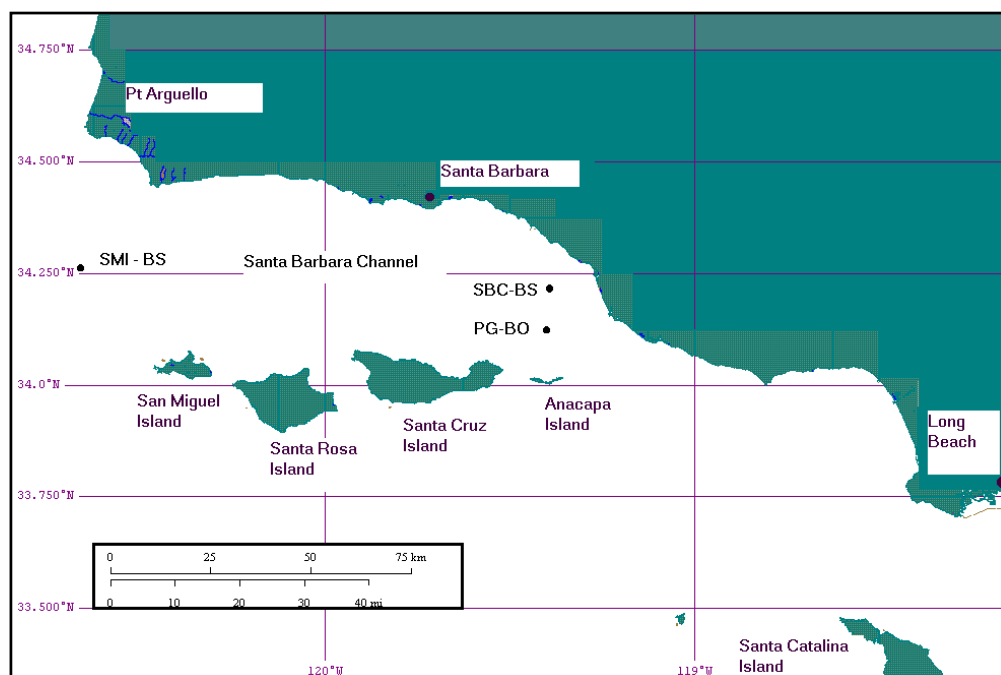 34.750°N
Pt Arguello
34.500°N
Santa Barbara
SMI - BS
Santa Barbara Channel
34.250°N
SBC-BS
PG-BO
34.0°N
San Miguel
Island
Santa Rosa
Island
Santa Cruz
Island
Anacapa
Island
Long
Beach
33.750°N
0 25 50 75 km
0 10 20 30 40 mi
33.500°N
Santa Catalina
Island
120°W
119°W